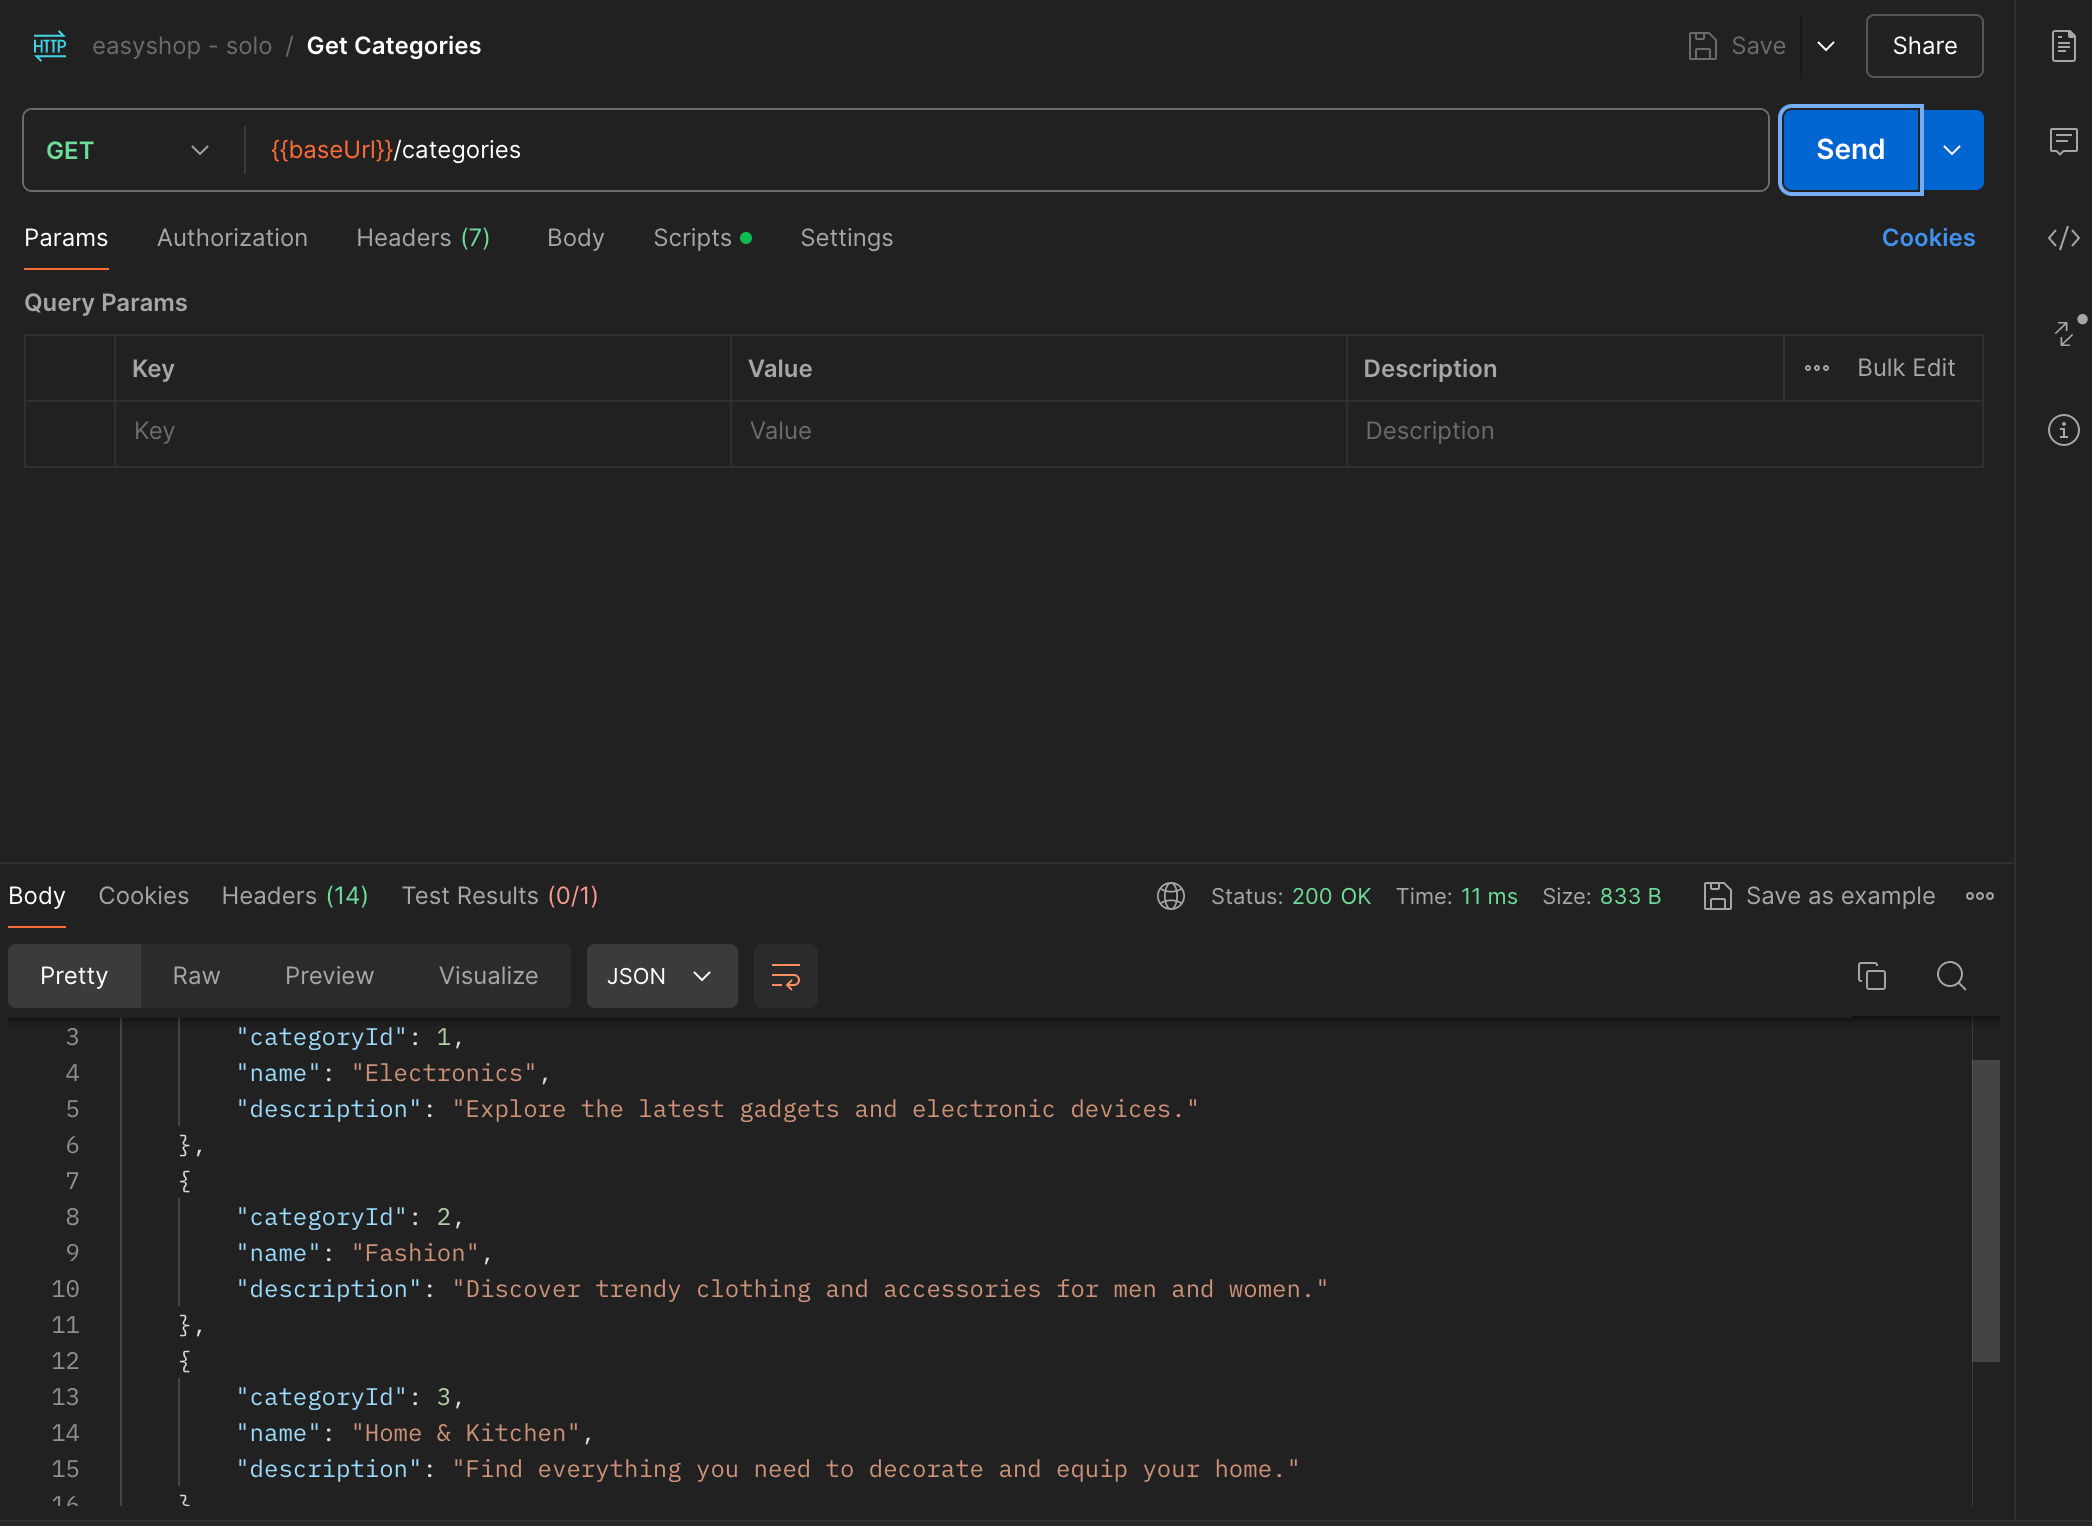 HTTP easyshop - solo / Get Categories Save Share
GET {{baseUrl}}/categories Send
Params Authorization Headers (7) Body Scripts Settings Cookies
Query Params
Key Value Description Bulk Edit
Key Value Description
Body Cookies Headers (14) Test Results (0/1) Status: 200 OK Time: 11 ms Size: 833 B Save as example
Pretty Raw Preview Visualize JSON
3 "categoryId": 1,
4 "name": "Electronics",
5 "description": "Explore the latest gadgets and electronic devices."
6 },
7 {
8 "categoryId": 2,
9 "name": "Fashion",
10 "description": "Discover trendy clothing and accessories for men and women."
11 },
12 {
13 "categoryId": 3,
14 "name": "Home & Kitchen",
15 "description": "Find everything you need to decorate and equip your home."
16 }